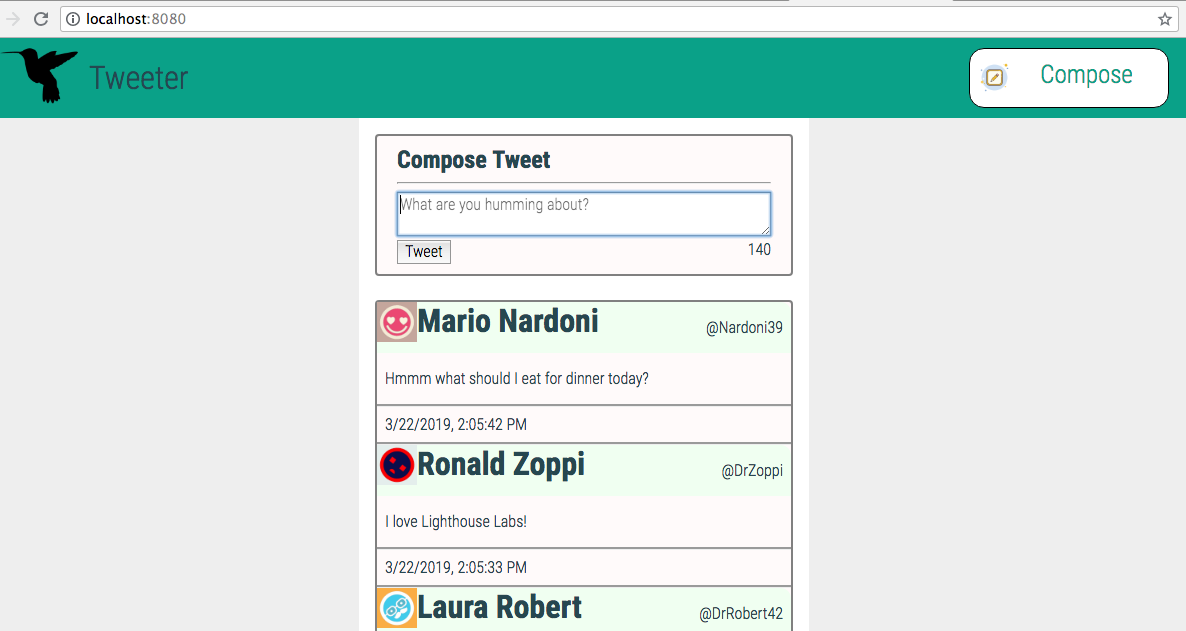 localhost:8080
Tweeter
Compose
Compose Tweet
What are you humming about?
Tweet
140
Mario Nardoni
@Nardoni39
Hmmm what should I eat for dinner today?
3/22/2019, 2:05:42 PM
Ronald Zoppi
@DrZoppi
I love Lighthouse Labs!
3/22/2019, 2:05:33 PM
Laura Robert
@DrRobert42